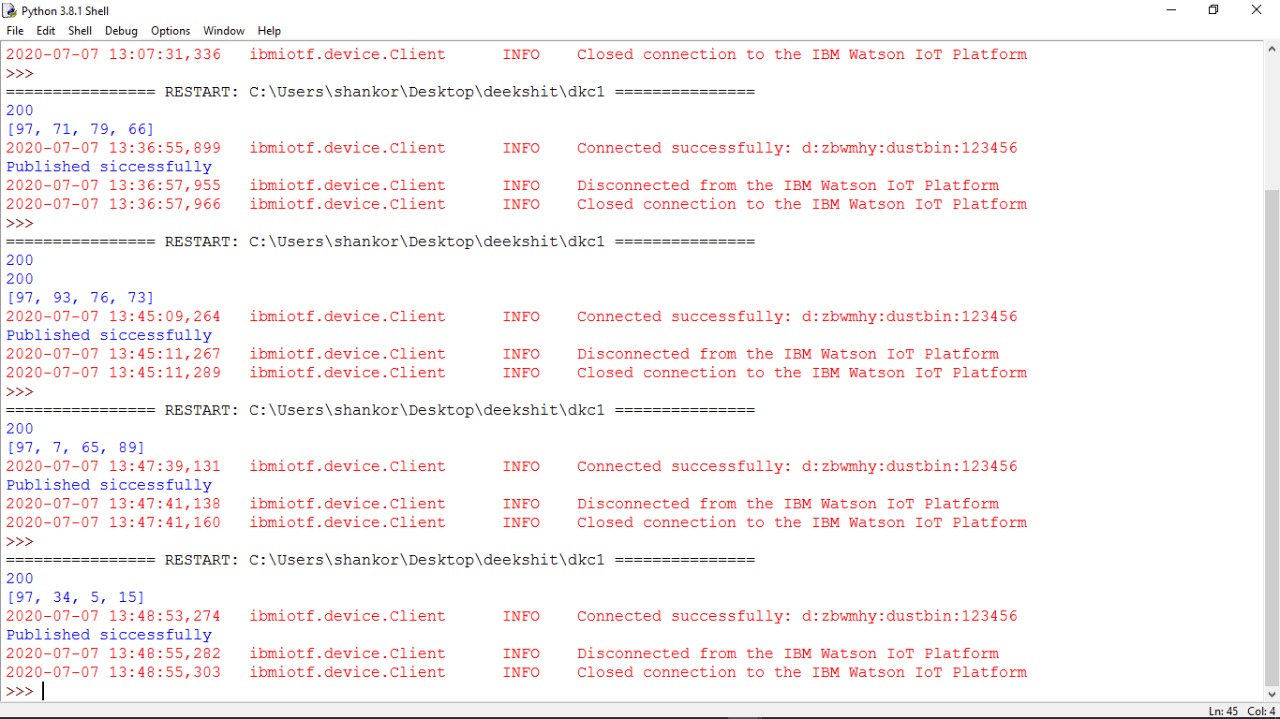 Python 3.8.1 Shell
File Edit Shell Debug Options Window Help
2020-07-07 13:07:31,336   ibmiotf.device.Client      INFO    Closed connection to the IBM Watson IoT Platform
>>>
================ RESTART: C:\Users\shankor\Desktop\deekshit\dkc1 ===============
200
[97, 71, 79, 66]
2020-07-07 13:36:55,899   ibmiotf.device.Client      INFO    Connected successfully: d:zbwmhy:dustbin:123456
Published siccessfully
2020-07-07 13:36:57,955   ibmiotf.device.Client      INFO    Disconnected from the IBM Watson IoT Platform
2020-07-07 13:36:57,966   ibmiotf.device.Client      INFO    Closed connection to the IBM Watson IoT Platform
>>>
================ RESTART: C:\Users\shankor\Desktop\deekshit\dkc1 ===============
200
200
[97, 93, 76, 73]
2020-07-07 13:45:09,264   ibmiotf.device.Client      INFO    Connected successfully: d:zbwmhy:dustbin:123456
Published siccessfully
2020-07-07 13:45:11,267   ibmiotf.device.Client      INFO    Disconnected from the IBM Watson IoT Platform
2020-07-07 13:45:11,289   ibmiotf.device.Client      INFO    Closed connection to the IBM Watson IoT Platform
>>>
================ RESTART: C:\Users\shankor\Desktop\deekshit\dkc1 ===============
200
[97, 7, 65, 89]
2020-07-07 13:47:39,131   ibmiotf.device.Client      INFO    Connected successfully: d:zbwmhy:dustbin:123456
Published siccessfully
2020-07-07 13:47:41,138   ibmiotf.device.Client      INFO    Disconnected from the IBM Watson IoT Platform
2020-07-07 13:47:41,160   ibmiotf.device.Client      INFO    Closed connection to the IBM Watson IoT Platform
>>>
================ RESTART: C:\Users\shankor\Desktop\deekshit\dkc1 ===============
200
[97, 34, 5, 15]
2020-07-07 13:48:53,274   ibmiotf.device.Client      INFO    Connected successfully: d:zbwmhy:dustbin:123456
Published siccessfully
2020-07-07 13:48:55,282   ibmiotf.device.Client      INFO    Disconnected from the IBM Watson IoT Platform
2020-07-07 13:48:55,303   ibmiotf.device.Client      INFO    Closed connection to the IBM Watson IoT Platform
>>>
Ln: 45 Col: 4